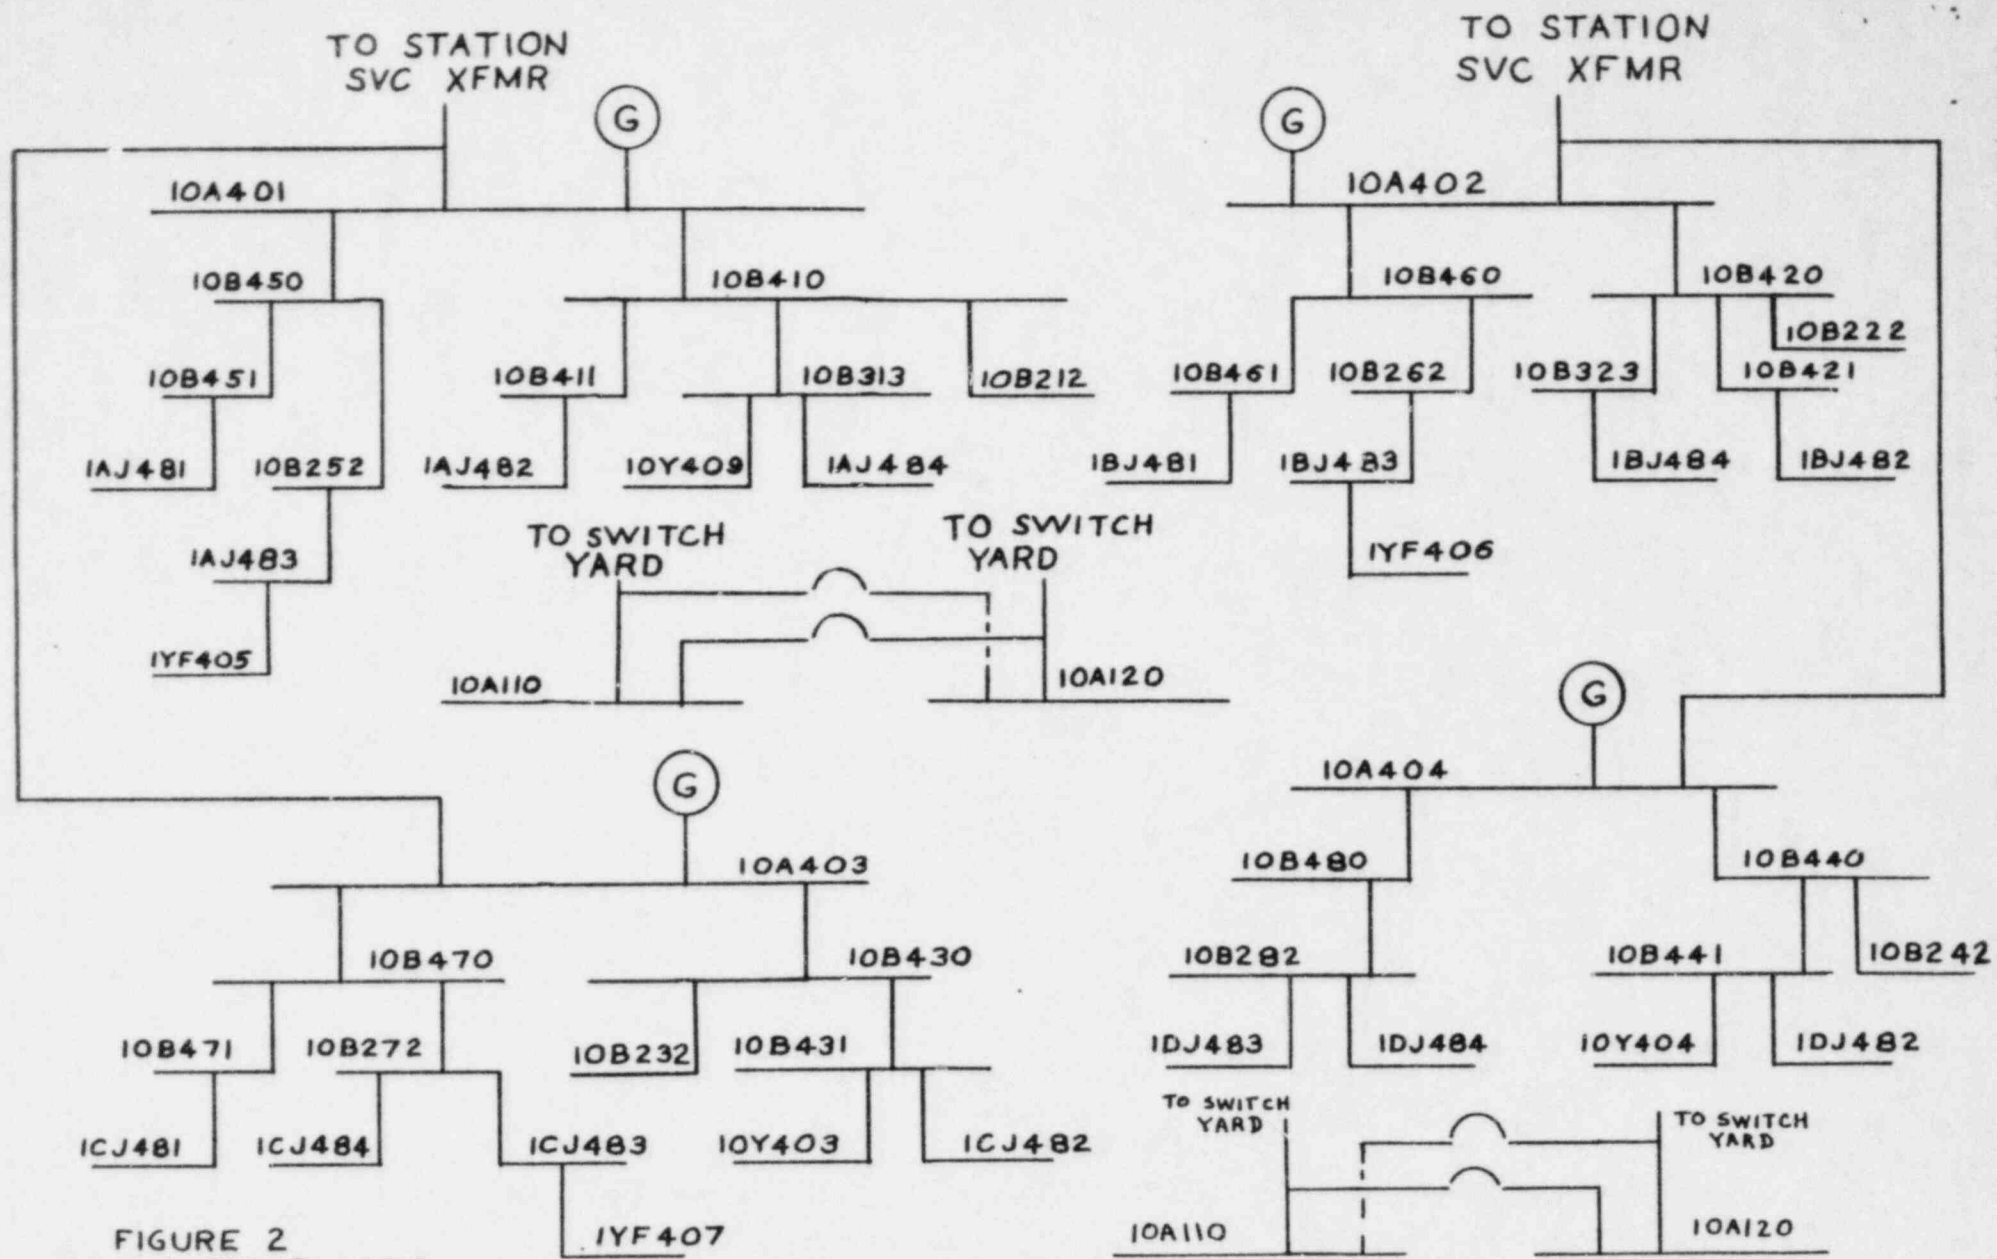 TO STATION
SVC XFMR
G
10A401
10B450
10B410
10B451
10B411
10B313
10B212
1AJ481
10B252
1AJ482
10Y409
1AJ484
1AJ483
1YF405
TO STATION
SVC XFMR
G
10A402
10B460
10B420
10B222
10B461
10B262
10B323
10B421
1BJ481
1BJ483
1BJ484
1BJ482
1YF406
TO SWITCH
YARD
TO SWITCH
YARD
10A110
10A120
G
10A403
10B470
10B430
10B471
10B272
10B232
10B431
1CJ481
1CJ484
1CJ483
10Y403
1CJ482
1YF407
G
10A404
10B480
10B440
10B282
10B441
10B242
1DJ483
1DJ484
10Y404
1DJ482
TO SWITCH
YARD
TO SWITCH
YARD
10A110
10A120
FIGURE 2